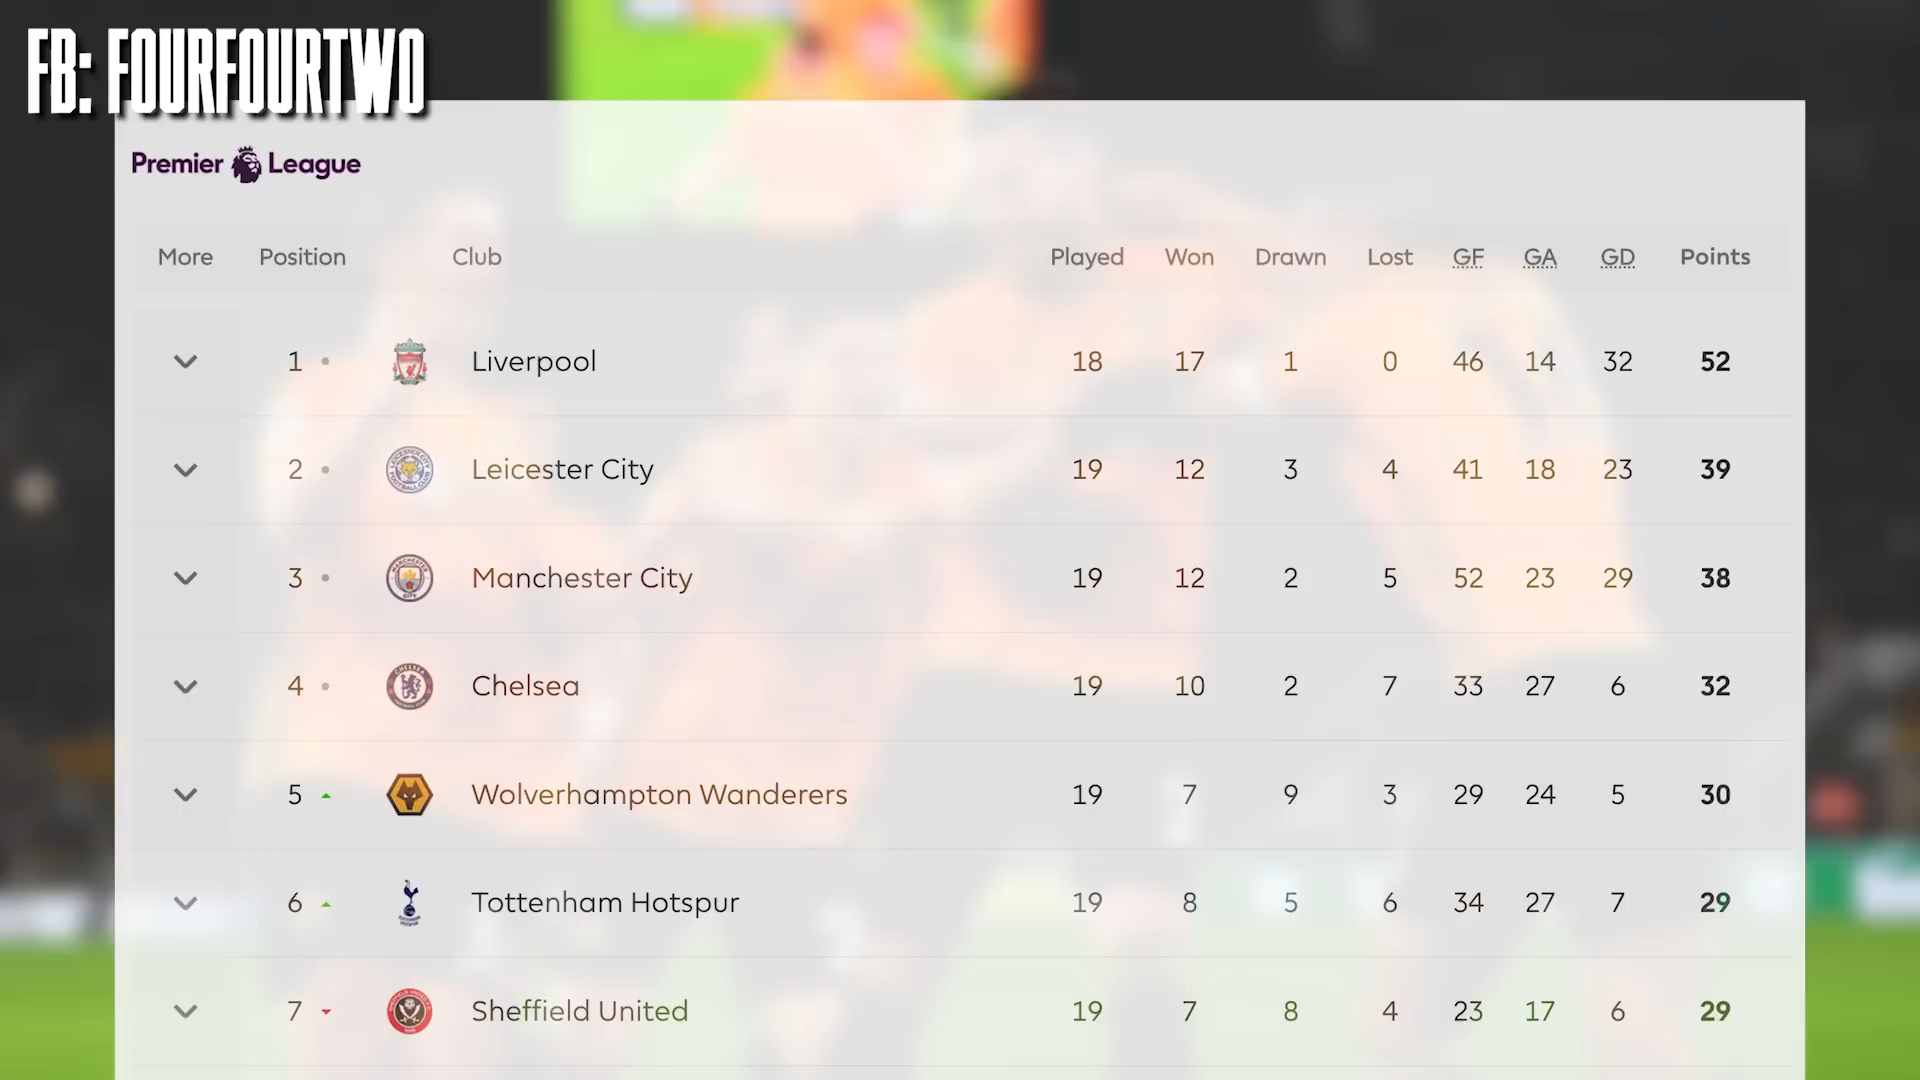 FB: FOURFOURTWO
Premier League
More Position Club Played Won Drawn Lost GF GA GD Points
1 Liverpool 18 17 1 0 46 14 32 52
2 Leicester City 19 12 3 4 41 18 23 39
3 Manchester City 19 12 2 5 52 23 29 38
4 Chelsea 19 10 2 7 33 27 6 32
5 Wolverhampton Wanderers 19 7 9 3 29 24 5 30
6 Tottenham Hotspur 19 8 5 6 34 27 7 29
7 Sheffield United 19 7 8 4 23 17 6 29